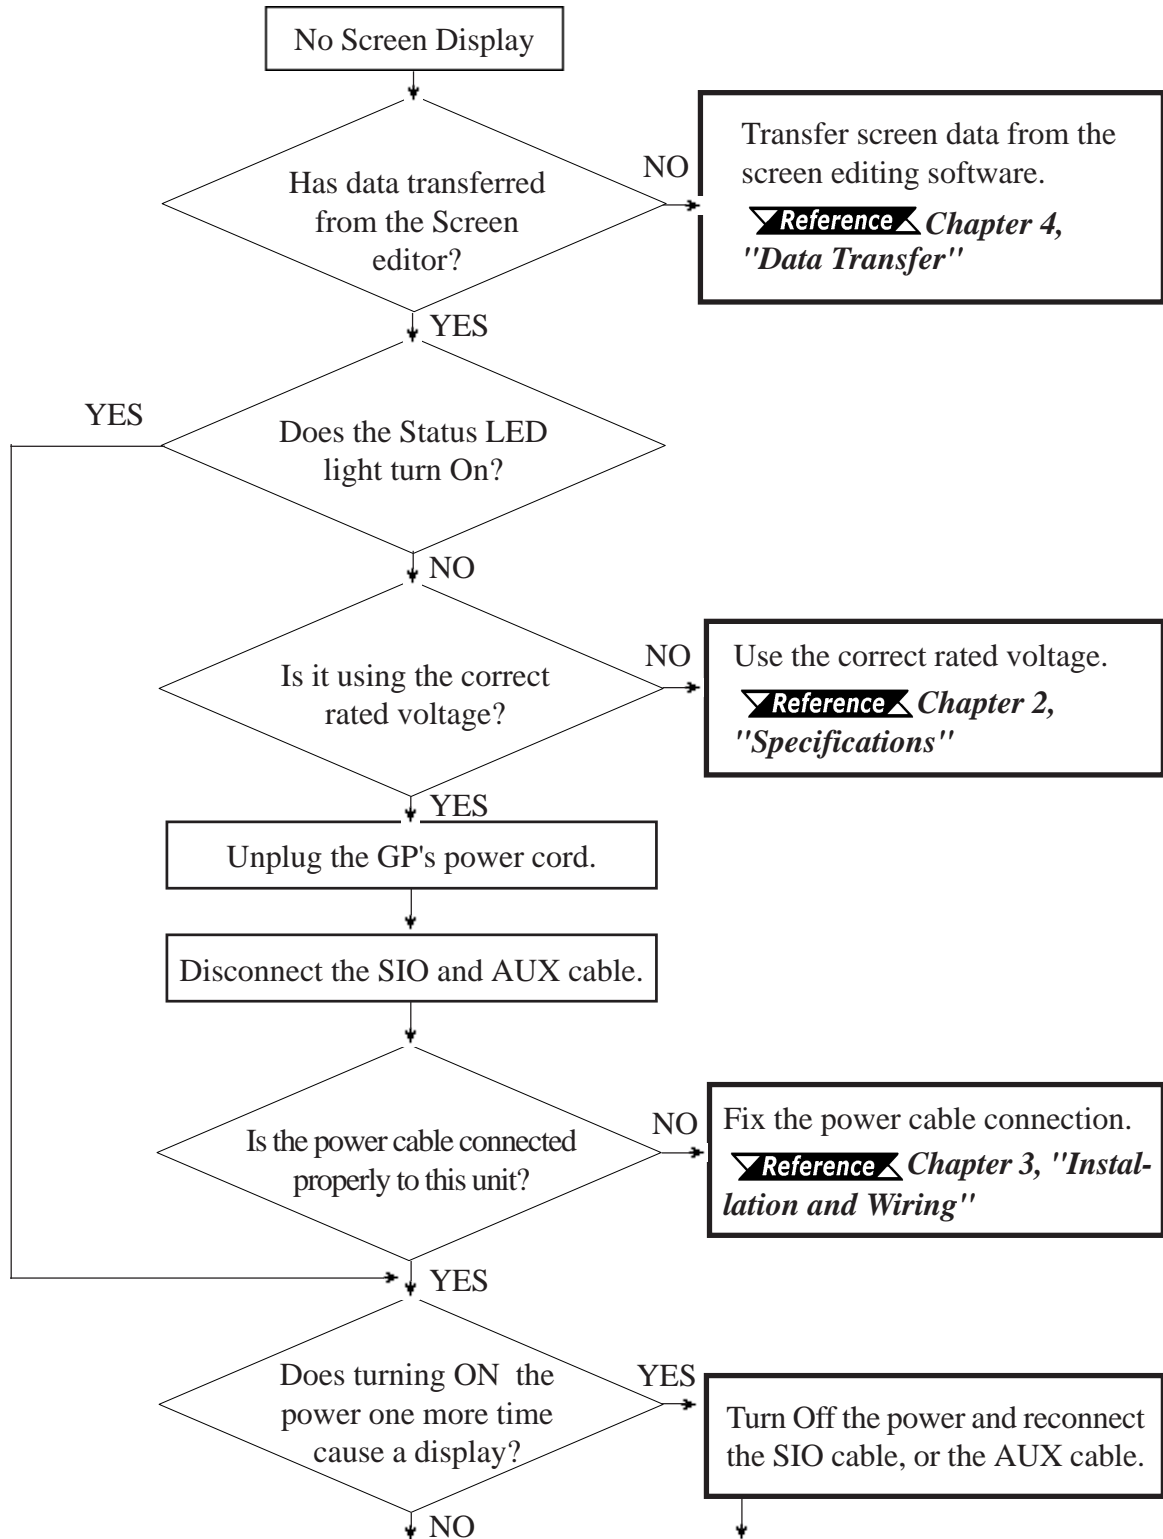 No Screen Display
Has data transferred
from the Screen
editor?
NO
Transfer screen data from the
screen editing software.
Reference Chapter 4,
"Data Transfer"
YES
YES
Does the Status LED
light turn On?
NO
Is it using the correct
rated voltage?
NO
Use the correct rated voltage.
Reference Chapter 2,
"Specifications"
YES
Unplug the GP's power cord.
Disconnect the SIO and AUX cable.
Is the power cable connected
properly to this unit?
NO
Fix the power cable connection.
Reference Chapter 3, "Instal-
lation and Wiring"
YES
Does turning ON the
power one more time
cause a display?
YES
Turn Off the power and reconnect
the SIO cable, or the AUX cable.
NO